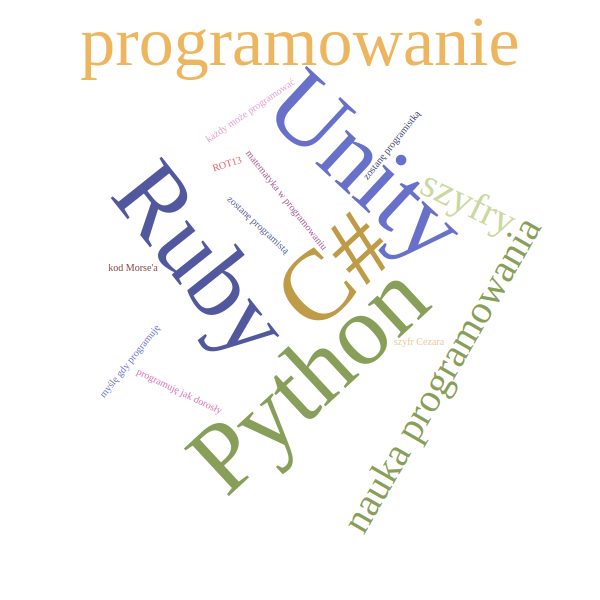 programowanie
każdy może programować
Unity
zostanę programistką
ROT13
matematyka w programowaniu
szyfry
Ruby
zostanę programistą
C#
kod Morse'a
Python
szyfr Cezara
nauka programowania
myślę gdy programuję
programuję jak dorosły